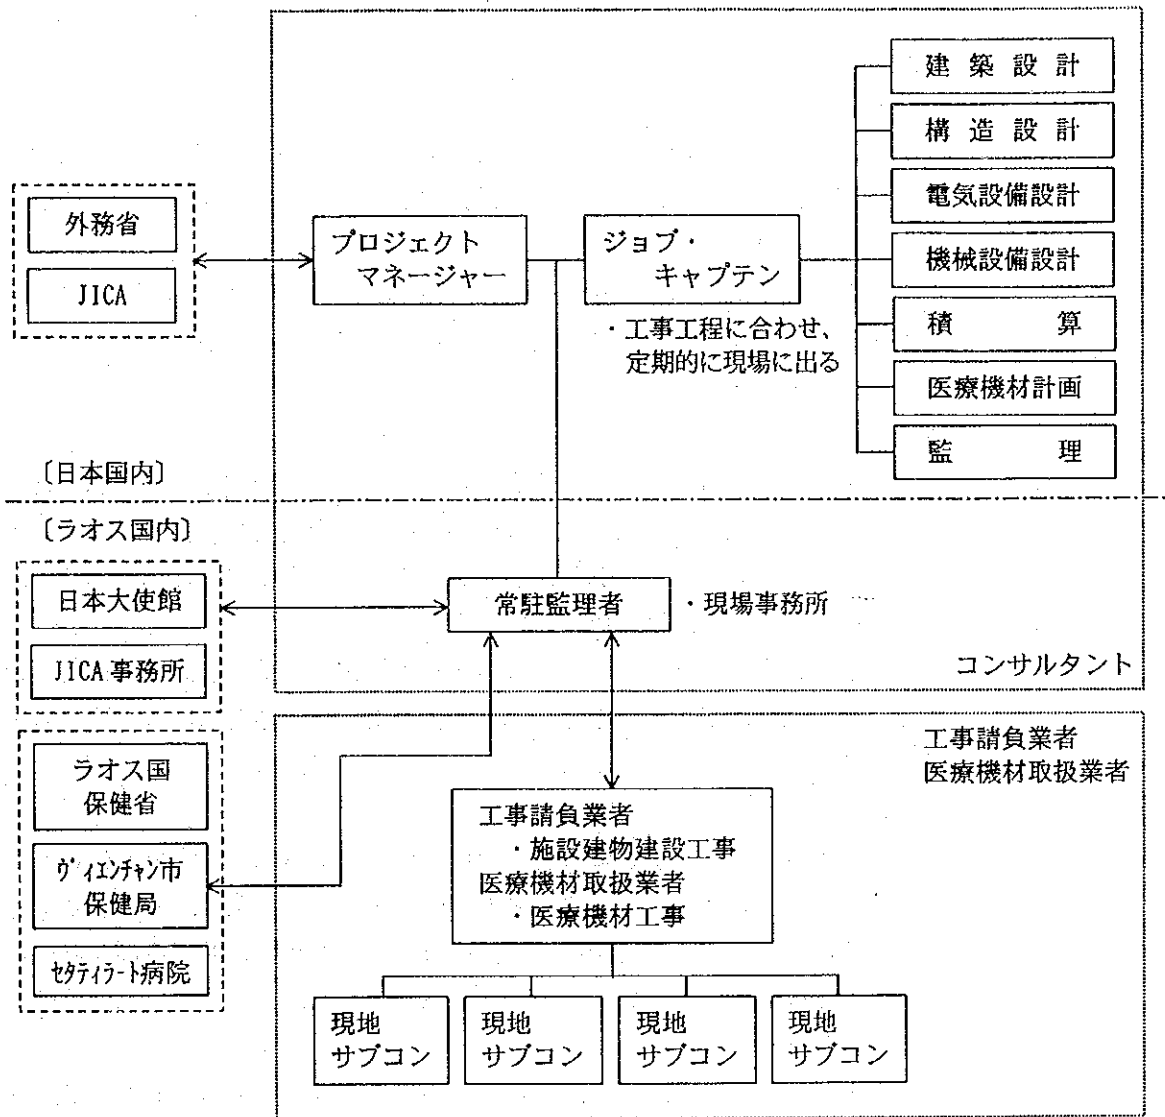 建築設計
構造設計
電気設備設計
機械設備設計
積算
医療機材計画
監理
外務省
JICA
プロジェクト
マネージャー
ジョブ・
キャプテン
・工事工程に合わせ、
定期的に現場に出る
〔日本国内〕
〔ラオス国内〕
日本大使館
JICA事務所
常駐監理者
・現場事務所
コンサルタント
ラオス国
保健省
ヴィエンチャン市
保健局
セタティラート病院
工事請負業者
医療機材取扱業者
工事請負業者
・施設建物建設工事
医療機材取扱業者
・医療機材工事
現地
サブコン
現地
サブコン
現地
サブコン
現地
サブコン